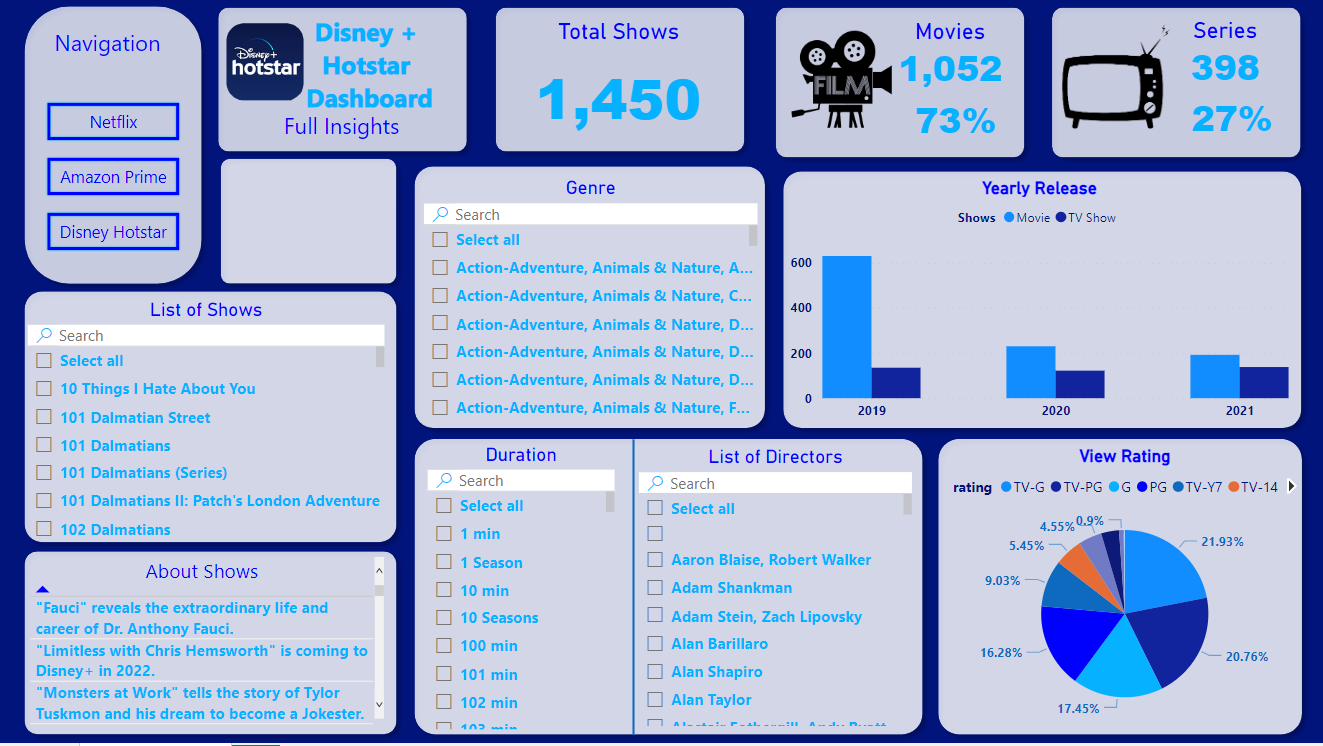 Navigation
Netflix
Amazon Prime
Disney Hotstar
Disney+
hotstar
Disney +
Hotstar
Dashboard
Full Insights
Total Shows
1,450
FILM
Movies
1,052
73%
Series
398
27%
List of Shows
Search
Select all
10 Things I Hate About You
101 Dalmatian Street
101 Dalmatians
101 Dalmatians (Series)
101 Dalmatians II: Patch's London Adventure
102 Dalmatians
About Shows
"Fauci" reveals the extraordinary life and
career of Dr. Anthony Fauci.
"Limitless with Chris Hemsworth" is coming to
Disney+ in 2022.
"Monsters at Work" tells the story of Tylor
Tuskmon and his dream to become a Jokester.
Genre
Search
Select all
Action-Adventure, Animals & Nature, A...
Action-Adventure, Animals & Nature, C...
Action-Adventure, Animals & Nature, D...
Action-Adventure, Animals & Nature, D...
Action-Adventure, Animals & Nature, D...
Action-Adventure, Animals & Nature, F...
Yearly Release
Shows Movie TV Show
600
400
200
0
2019 2020 2021
Duration
Search
Select all
1 min
1 Season
10 min
10 Seasons
100 min
101 min
102 min
103 min
List of Directors
Search
Select all
Aaron Blaise, Robert Walker
Adam Shankman
Adam Stein, Zach Lipovsky
Alan Barillaro
Alan Shapiro
Alan Taylor
View Rating
rating TV-G TV-PG G PG TV-Y7 TV-14
0.9%
4.55%
5.45%
9.03%
16.28%
17.45%
20.76%
21.93%